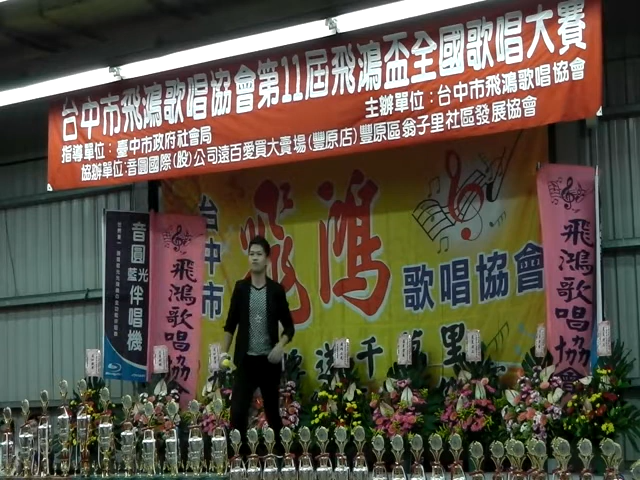 台中市飛鴻歌唱協會第11屆飛鴻盃全國歌唱大賽
指導單位：臺中市政府社會局
主辦單位：台中市飛鴻歌唱協會
協辦單位:音圓國際(股)公司遠百愛買大賣場(豐原店)豐原區翁子里社區發展協會
台中市
飛鴻
歌唱協會
千萬里
音圓
藍光伴唱機
飛鴻歌唱協
飛鴻歌唱協會